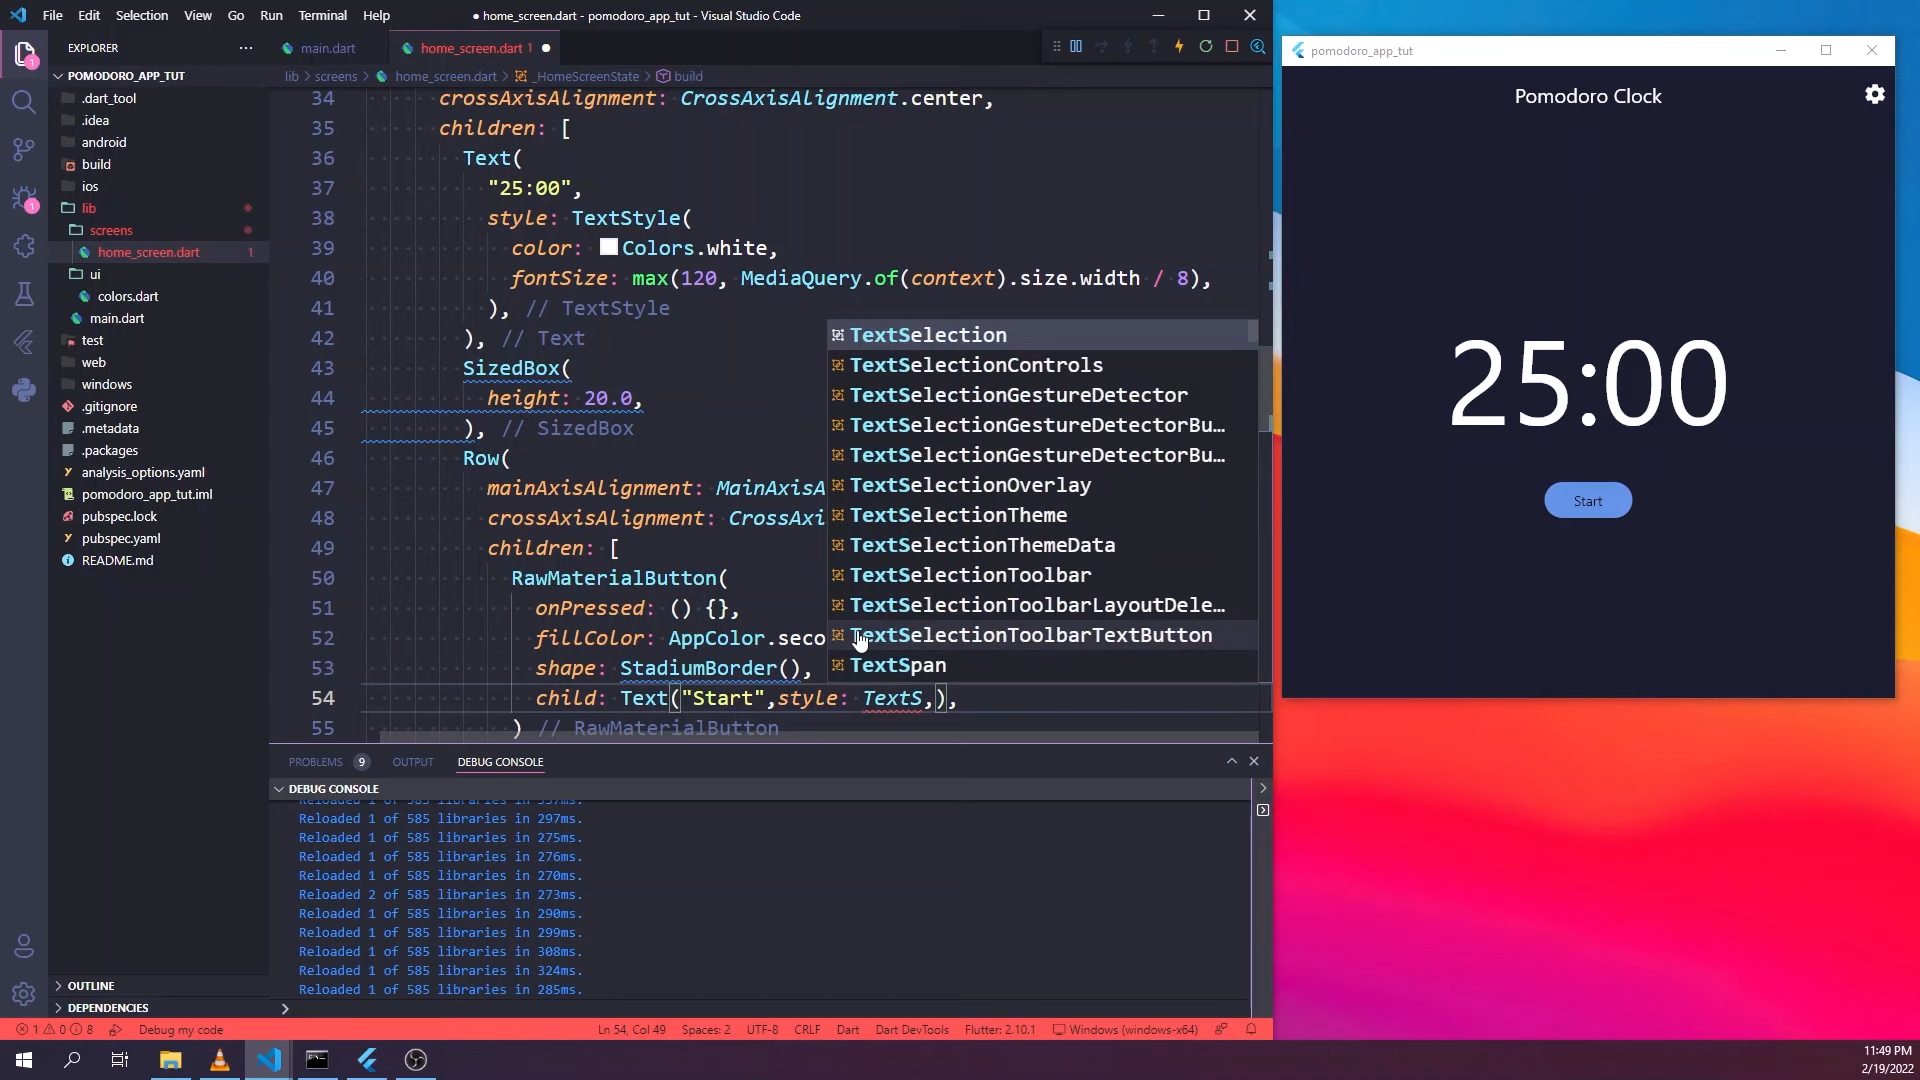 File Edit Selection View Go Run Terminal Help
● home_screen.dart - pomodoro_app_tut - Visual Studio Code
EXPLORER
main.dart
home_screen.dart 1
POMODORO_APP_TUT
lib > screens > home_screen.dart > _HomeScreenState > build
.dart_tool
.idea
android
build
ios
lib
screens
home_screen.dart 1
ui
colors.dart
main.dart
test
web
windows
.gitignore
.metadata
.packages
analysis_options.yaml
pomodoro_app_tut.iml
pubspec.lock
pubspec.yaml
README.md
OUTLINE
DEPENDENCIES
34 crossAxisAlignment: CrossAxisAlignment.center,
35 children: [
36 Text(
37 "25:00",
38 style: TextStyle(
39 color: Colors.white,
40 fontSize: max(120, MediaQuery.of(context).size.width / 8),
41 ), // TextStyle
42 ), // Text
43 SizedBox(
44 height: 20.0,
45 ), // SizedBox
46 Row(
47 mainAxisAlignment: MainAxisA
48 crossAxisAlignment: CrossAxi
49 children: [
50 RawMaterialButton(
51 onPressed: () {},
52 fillColor: AppColor.seco
53 shape: StadiumBorder(),
54 child: Text("Start",style: TextS,),
55 ) // RawMaterialButton
TextSelection
TextSelectionControls
TextSelectionGestureDetector
TextSelectionGestureDetectorBu...
TextSelectionGestureDetectorBu...
TextSelectionOverlay
TextSelectionTheme
TextSelectionThemeData
TextSelectionToolbar
TextSelectionToolbarLayoutDele...
TextSelectionToolbarTextButton
TextSpan
PROBLEMS 9 OUTPUT DEBUG CONSOLE
DEBUG CONSOLE
Reloaded 1 of 585 libraries in 297ms.
Reloaded 1 of 585 libraries in 275ms.
Reloaded 1 of 585 libraries in 276ms.
Reloaded 1 of 585 libraries in 270ms.
Reloaded 2 of 585 libraries in 273ms.
Reloaded 1 of 585 libraries in 290ms.
Reloaded 1 of 585 libraries in 299ms.
Reloaded 1 of 585 libraries in 308ms.
Reloaded 1 of 585 libraries in 324ms.
Reloaded 1 of 585 libraries in 285ms.
1 0 8 Debug my code
Ln 54, Col 49 Spaces: 2 UTF-8 CRLF Dart Dart DevTools Flutter: 2.10.1 Windows (windows-x64)
pomodoro_app_tut
Pomodoro Clock
25:00
Start
11:49 PM
2/19/2022